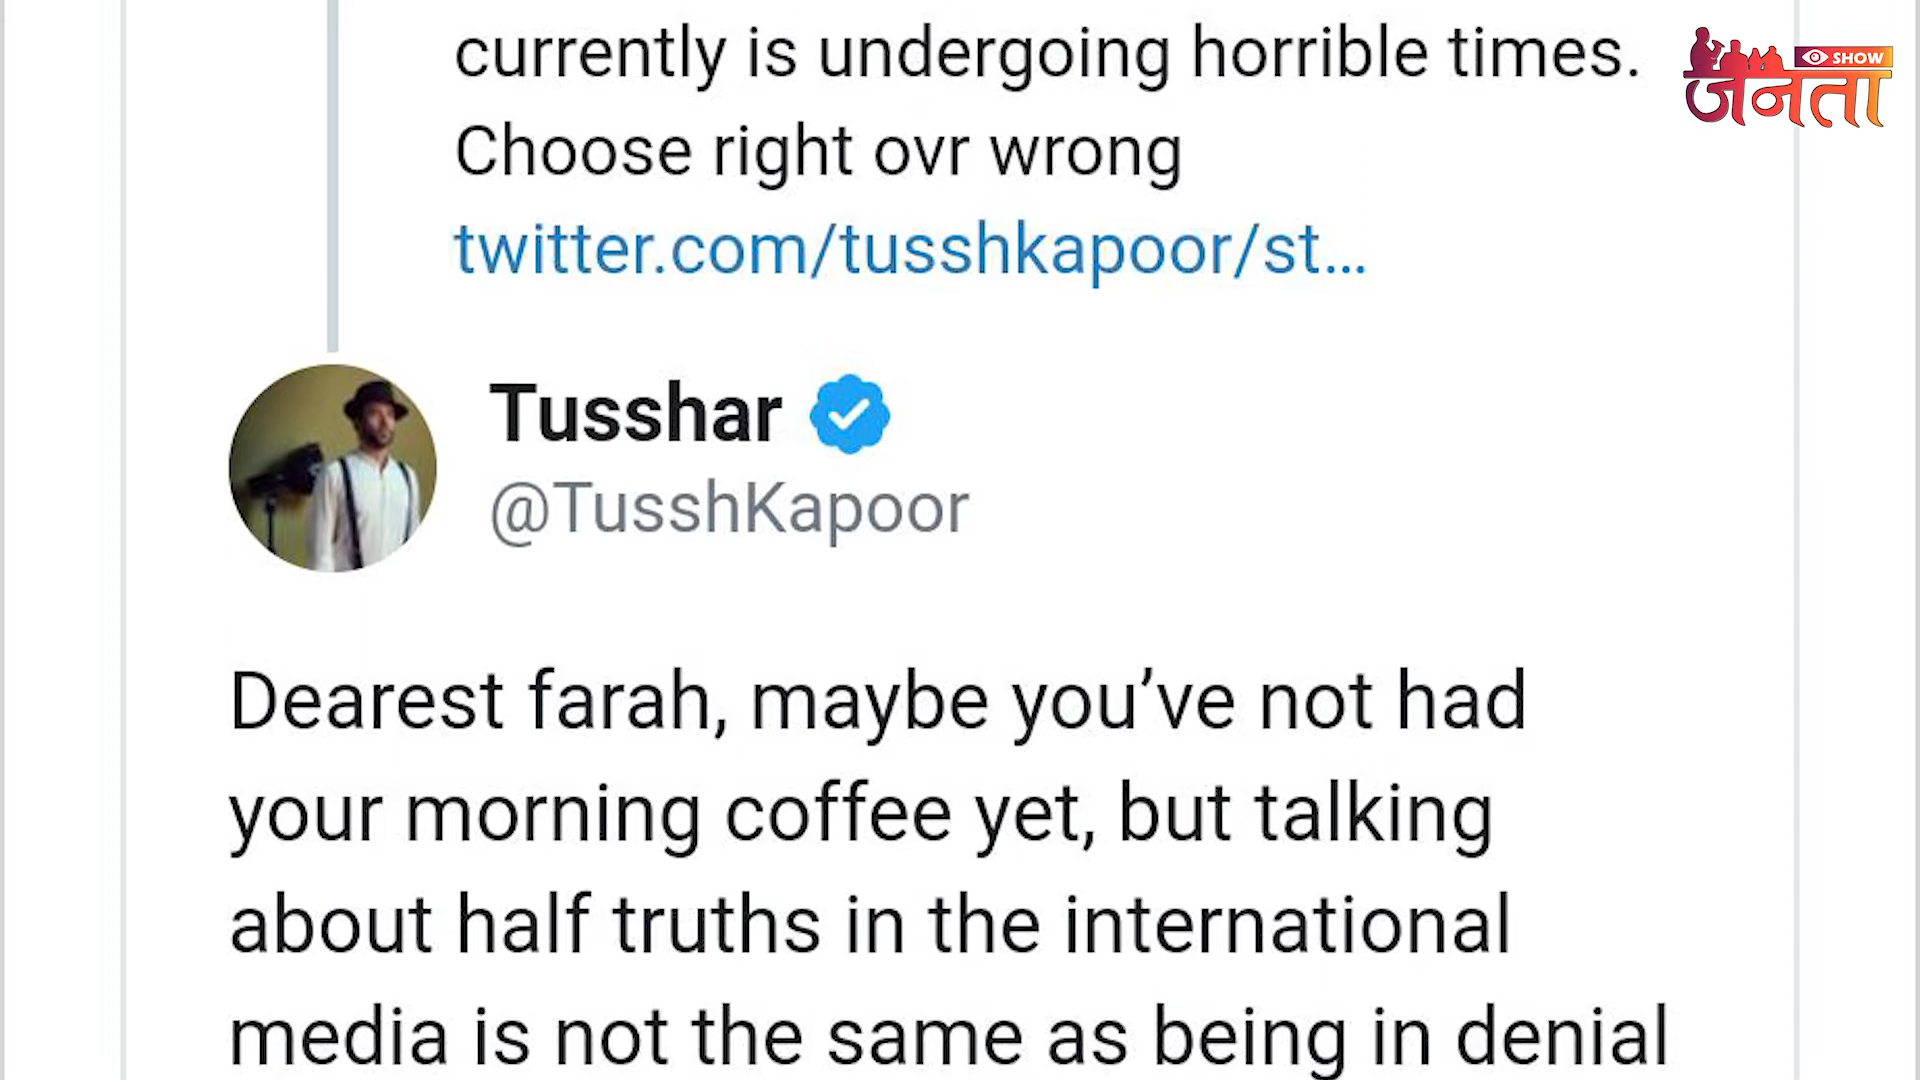 currently is undergoing horrible times.
SHOW
जनता
Choose right ovr wrong
twitter.com/tusshkapoor/st...
Tusshar
@TusshKapoor
Dearest farah, maybe you’ve not had
your morning coffee yet, but talking
about half truths in the international
media is not the same as being in denial